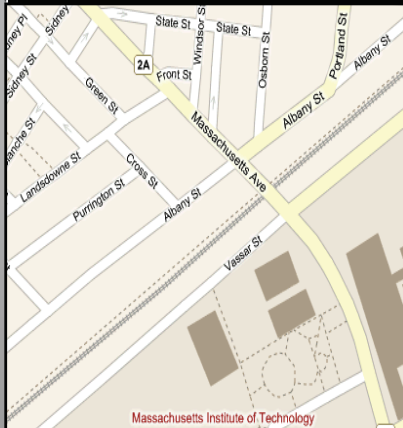 State St
State St
Sidney
Sidney St
Windsor St
Osborn St
Portland St
Albany St
2A
Front St
Green St
Albany St
Massachusetts Ave
Landsdowne St
Cross St
Purrington St
Albany St
Vassar St
Massachusetts Institute of Technology